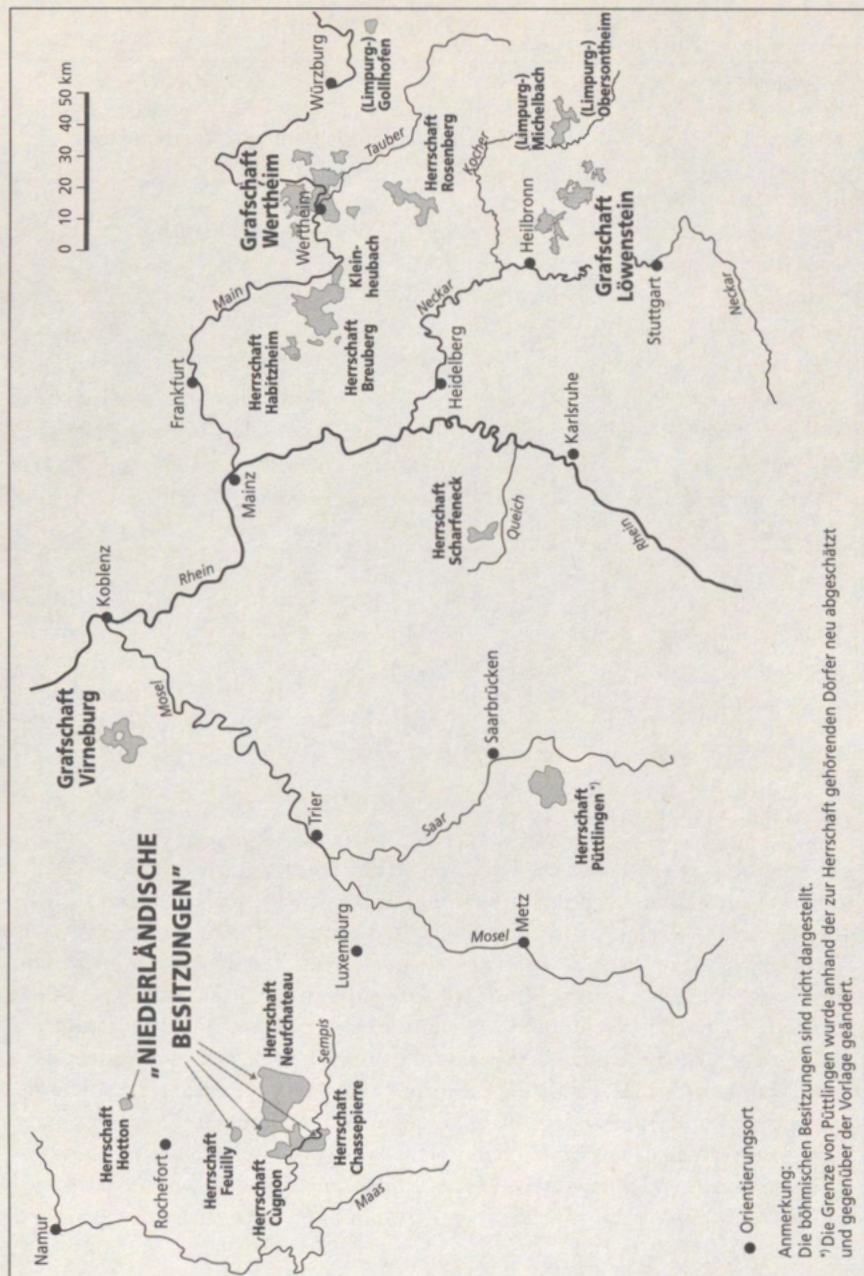 Namur
Rochefort
Herrschaft
Hotton
„NIEDERLÄNDISCHE
BESITZUNGEN"
Herrschaft
Feuilly
Herrschaft
Cugnon
Herrschaft
Neufchateau
Sempis
Herrschaft
Chassepierre
Maas
Luxemburg
Trier
Mosel
Metz
Saar
Saarbrücken
Herrschaft
Püttlingen *)
Grafschaft
Virneburg
Mosel
Koblenz
Rhein
Mainz
Frankfurt
Main
Herrschaft
Habitzheim
Herrschaft
Breuberg
Klein-
heubach
Grafschaft
Wertheim
Wertheim
Würzburg
(Limpurg-)
Gollhofen
Tauber
Herrschaft
Rosenberg
Kocher
(Limpurg-)
Michelbach
(Limpurg-)
Obersontheim
Heilbronn
Grafschaft
Löwenstein
Neckar
Heidelberg
Stuttgart
Neckar
Karlsruhe
Herrschaft
Scharfeneck
Queich
Rhein
0 10 20 30 40 50 km
● Orientierungsort
Anmerkung:
Die böhmischen Besitzungen sind nicht dargestellt.
*) Die Grenze von Püttlingen wurde anhand der zur Herrschaft gehörenden Dörfer neu abgeschätzt
und gegenüber der Vorlage geändert.